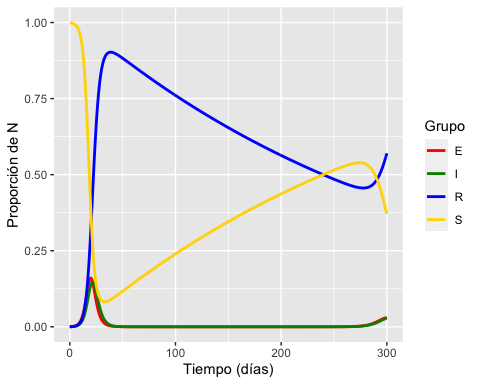 1.00
0.75
0.50
0.25
0.00
Proporción de N
0
100
200
300
Tiempo (días)
Grupo
E
I
R
S